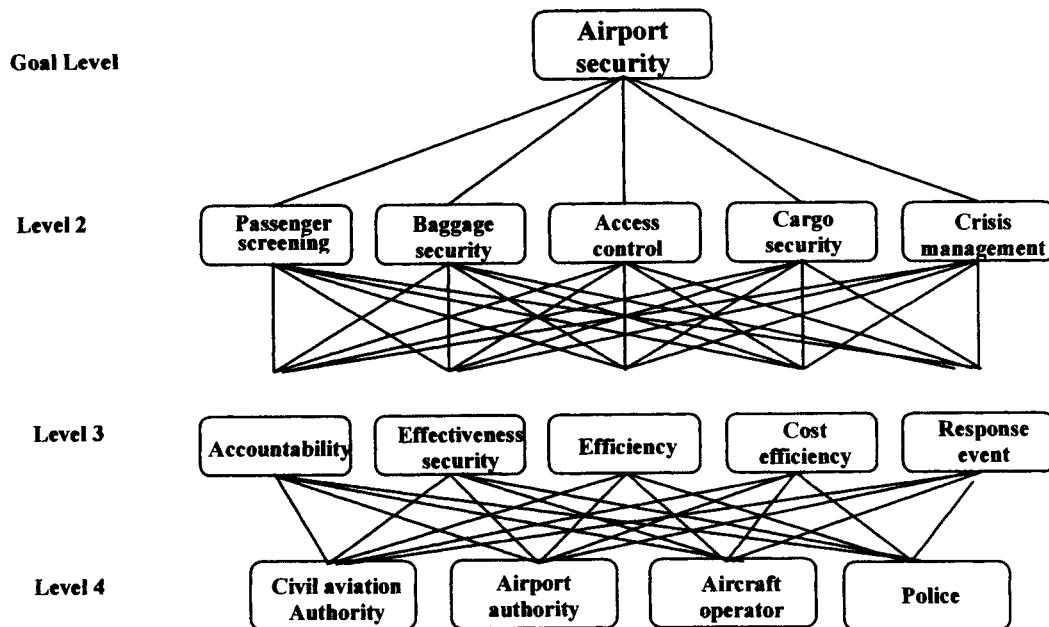 Goal Level
Airport
security
Level 2
Passenger
screening
Baggage
security
Access
control
Cargo
security
Crisis
management
Level 3
Accountability
Effectiveness
security
Efficiency
Cost
efficiency
Response
event
Level 4
Civil aviation
Authority
Airport
authority
Aircraft
operator
Police